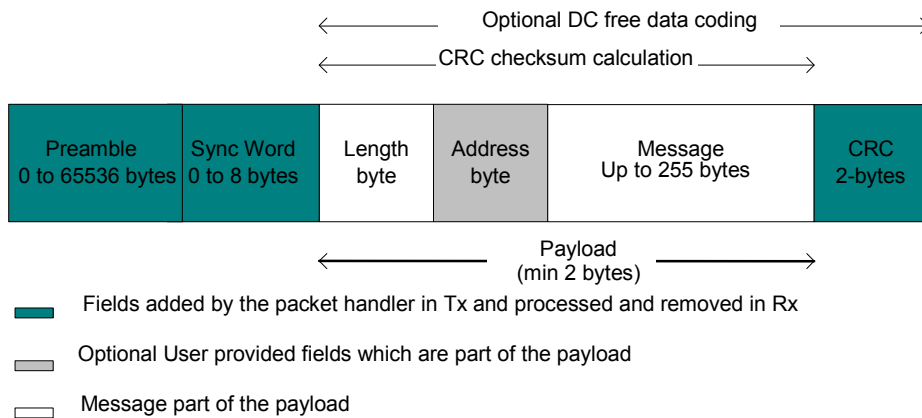 Optional DC free data coding
CRC checksum calculation
Preamble
0 to 65536 bytes
Sync Word
0 to 8 bytes
Length
byte
Address
byte
Message
Up to 255 bytes
CRC
2-bytes
Payload
(min 2 bytes)
Fields added by the packet handler in Tx and processed and removed in Rx
Optional User provided fields which are part of the payload
Message part of the payload